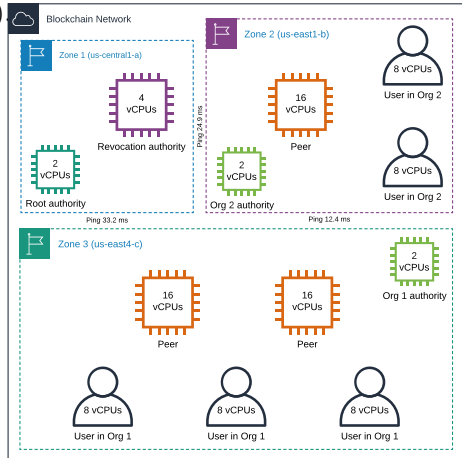 Blockchain Network
Zone 1 (us-central1-a)
4
vCPUs
Revocation authority
2
vCPUs
Root authority
Ping 24.9 ms
Zone 2 (us-east1-b)
16
vCPUs
Peer
2
vCPUs
Org 2 authority
8 vCPUs
User in Org 2
8 vCPUs
User in Org 2
Ping 33.2 ms
Ping 12.4 ms
Zone 3 (us-east4-c)
2
vCPUs
Org 1 authority
16
vCPUs
Peer
16
vCPUs
Peer
8 vCPUs
User in Org 1
8 vCPUs
User in Org 1
8 vCPUs
User in Org 1